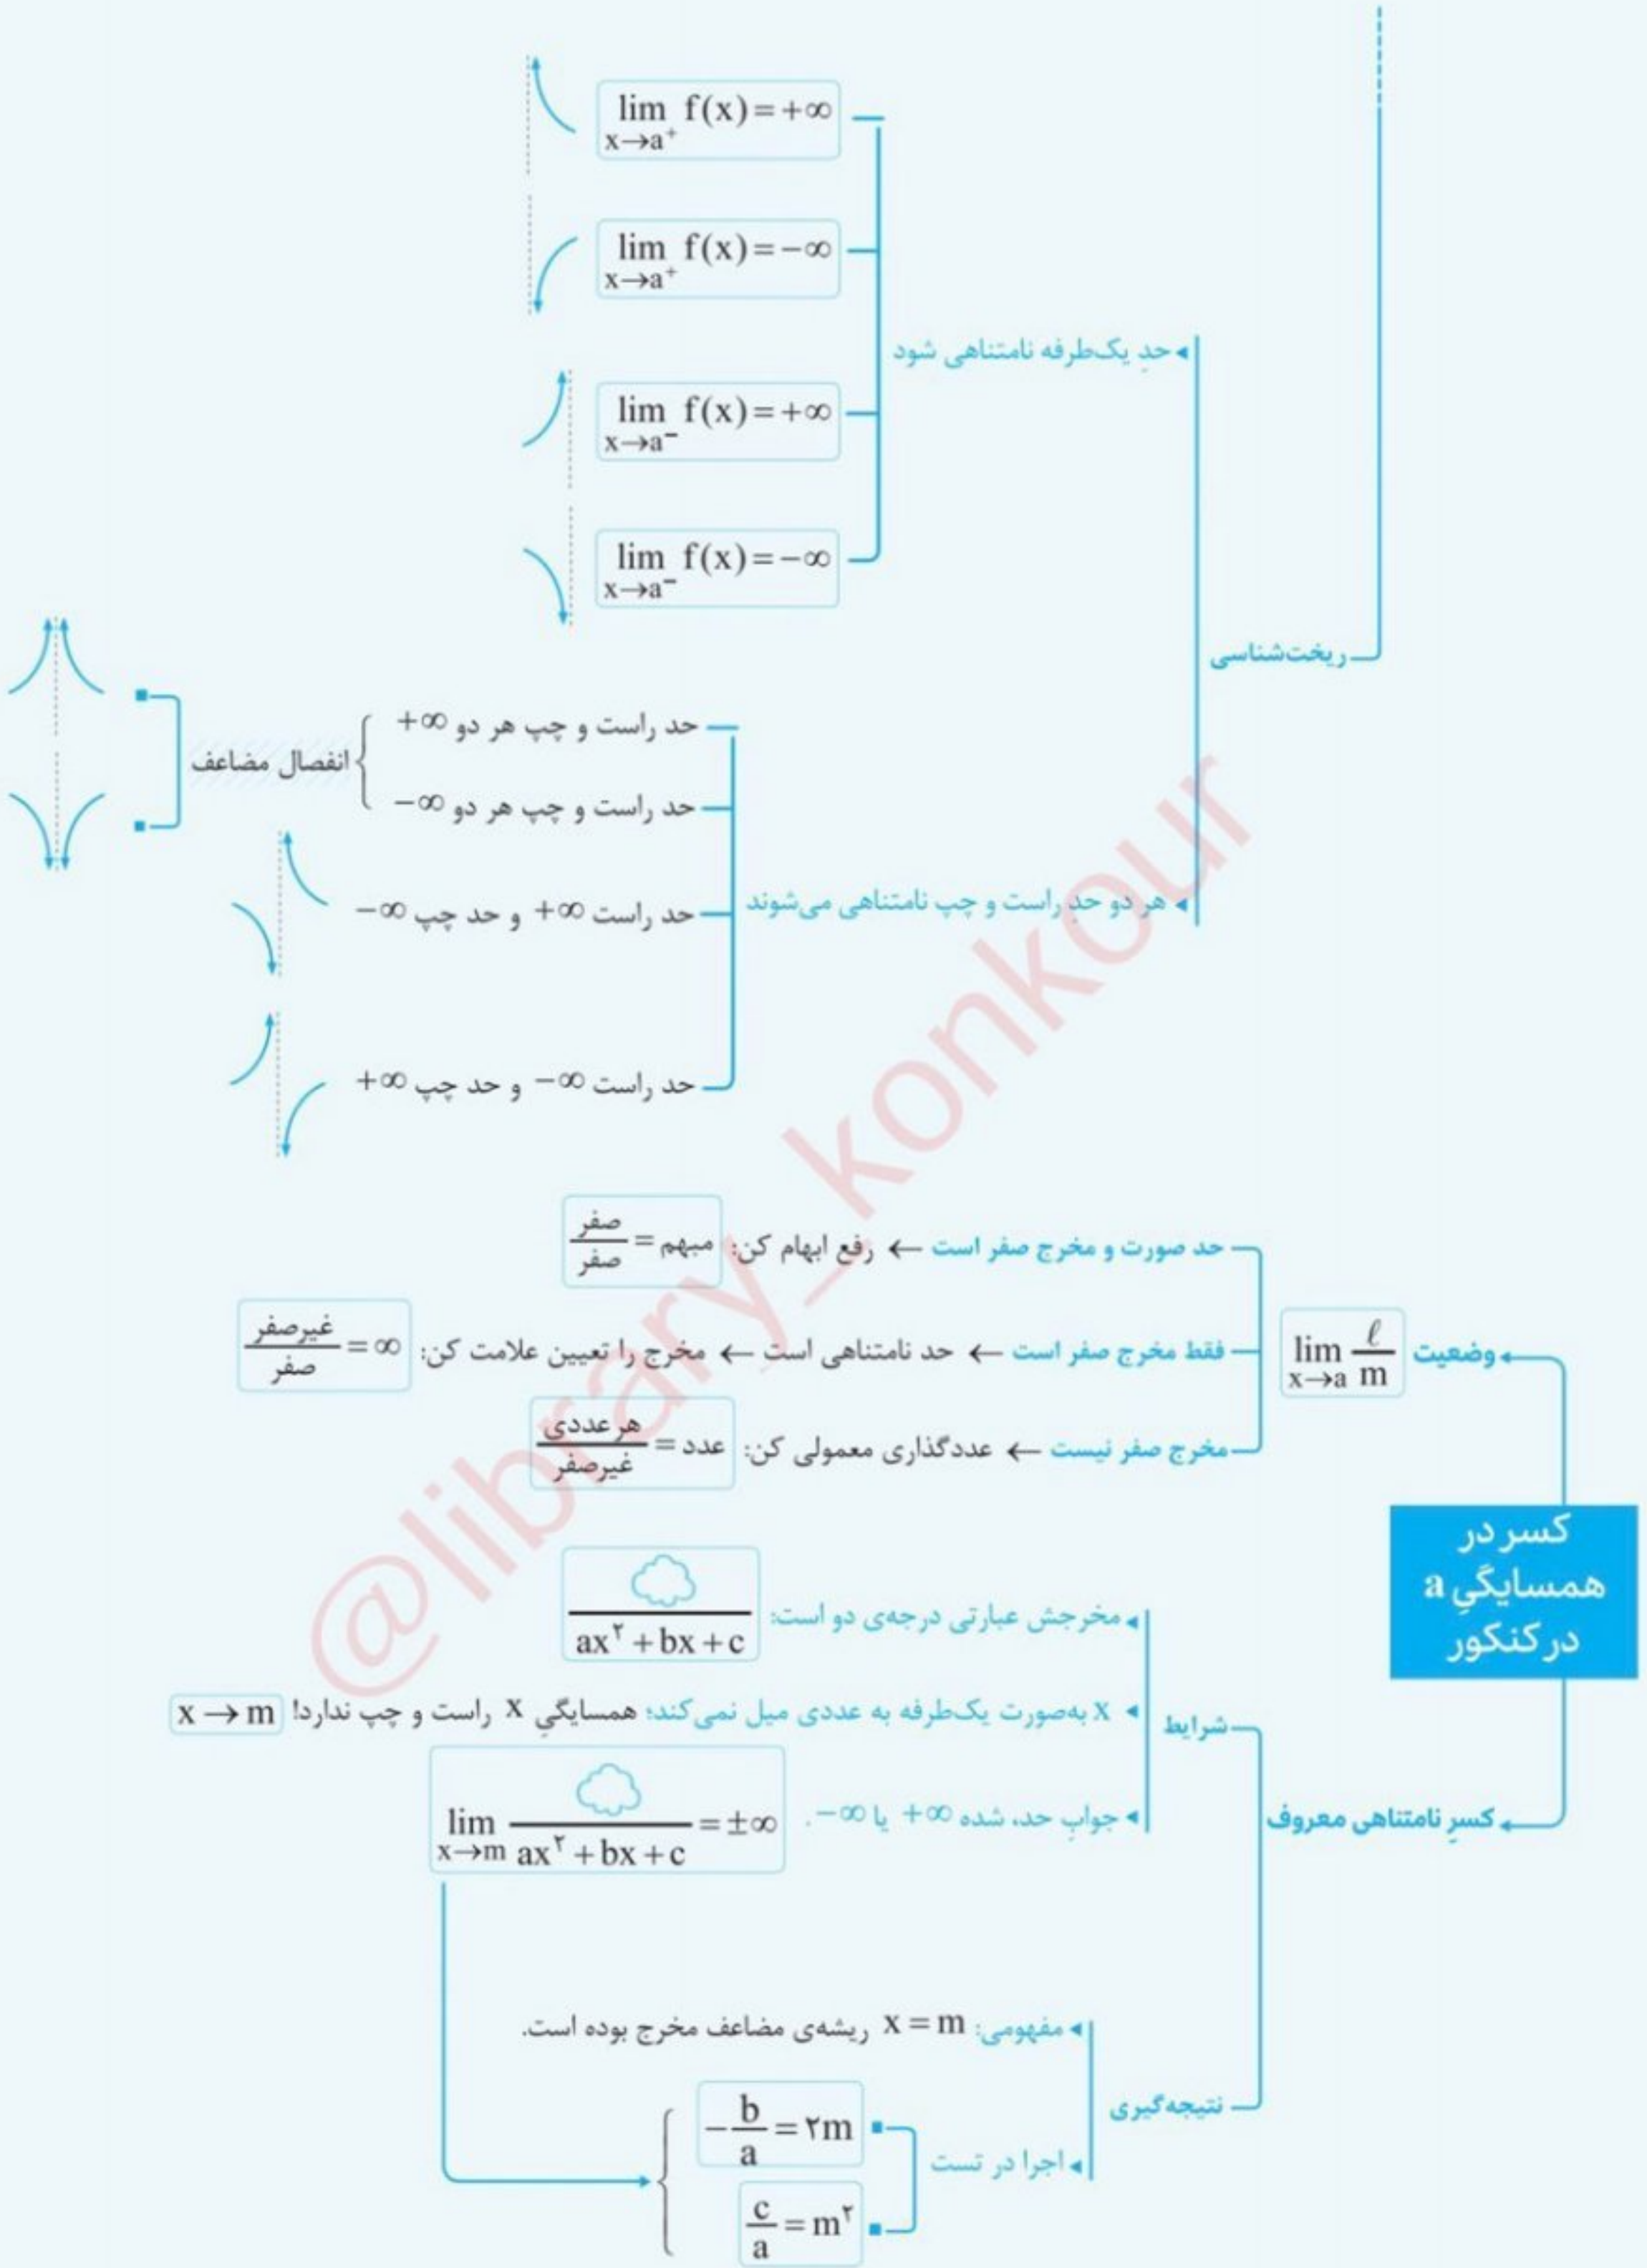 ریخت‌شناسی
◂ حدِ یک‌طرفه نامتناهی شود
lim f(x)=+∞
x→a⁺
lim f(x)=−∞
x→a⁺
lim f(x)=+∞
x→a⁻
lim f(x)=−∞
x→a⁻
◂ هر دو حدِ راست و چپ نامتناهی می‌شوند
حد راست و چپ هر دو +∞
حد راست و چپ هر دو −∞
انفصال مضاعف
حد راست +∞ و حد چپ −∞
حد راست −∞ و حد چپ +∞
کسر در
همسایگیِ a
در کنکور
وضعیت lim x→a ℓ/m
حد صورت و مخرج صفر است ← رفع ابهام کن: صفر/صفر = مبهم
فقط مخرج صفر است ← حد نامتناهی است ← مخرج را تعیین علامت کن: غیرصفر/صفر = ∞
مخرج صفر نیست ← عددگذاری معمولی کن: هر عددی/غیرصفر = عدد
کسرِ نامتناهی معروف
شرایط
◂ مخرجش عبارتی درجه‌ی دو است: ax²+bx+c
◂ x به‌صورت یک‌طرفه به عددی میل نمی‌کند؛ همسایگیِ x راست و چپ ندارد! x→m
◂ جوابِ حد، شده +∞ یا −∞. lim x→m /ax²+bx+c = ±∞
نتیجه‌گیری
◂ مفهومی: x=m ریشه‌ی مضاعف مخرج بوده است.
◂ اجرا در تست
−b/a=۲m
c/a=m²
@library_konkour